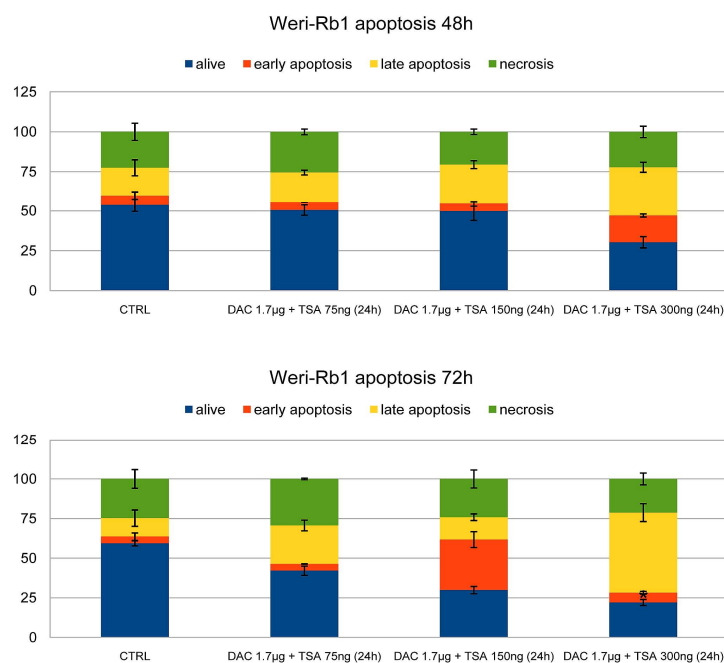 Weri-Rb1 apoptosis 48h
alive early apoptosis late apoptosis necrosis
125
100
75
50
25
0
CTRL DAC 1.7µg + TSA 75ng (24h) DAC 1.7µg + TSA 150ng (24h) DAC 1.7µg + TSA 300ng (24h)
Weri-Rb1 apoptosis 72h
alive early apoptosis late apoptosis necrosis
125
100
75
50
25
0
CTRL DAC 1.7µg + TSA 75ng (24h) DAC 1.7µg + TSA 150ng (24h) DAC 1.7µg + TSA 300ng (24h)